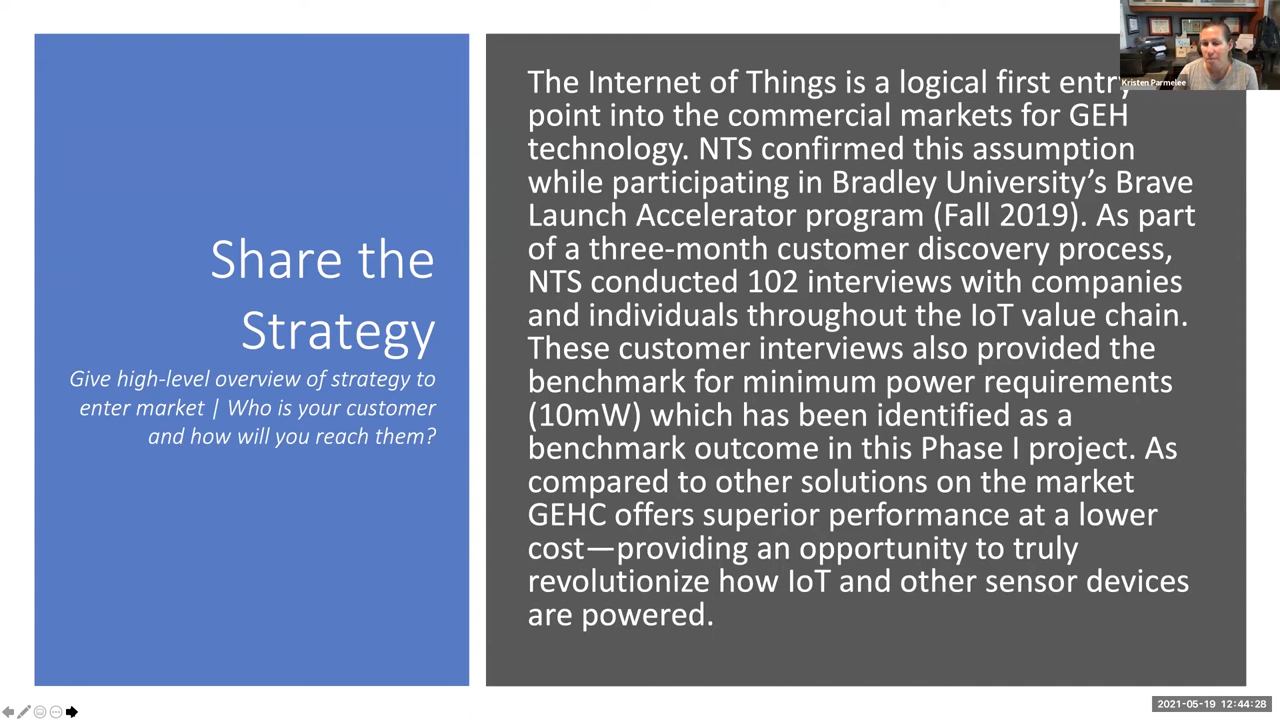 Share the
Strategy
Give high-level overview of strategy to
enter market | Who is your customer
and how will you reach them?
The Internet of Things is a logical first entry
point into the commercial markets for GEH
technology. NTS confirmed this assumption
while participating in Bradley University’s Brave
Launch Accelerator program (Fall 2019). As part
of a three-month customer discovery process,
NTS conducted 102 interviews with companies
and individuals throughout the IoT value chain.
These customer interviews also provided the
benchmark for minimum power requirements
(10mW) which has been identified as a
benchmark outcome in this Phase I project. As
compared to other solutions on the market
GEHC offers superior performance at a lower
cost—providing an opportunity to truly
revolutionize how IoT and other sensor devices
are powered.
Kristen Parmelee
2021-05-19 12:44:28